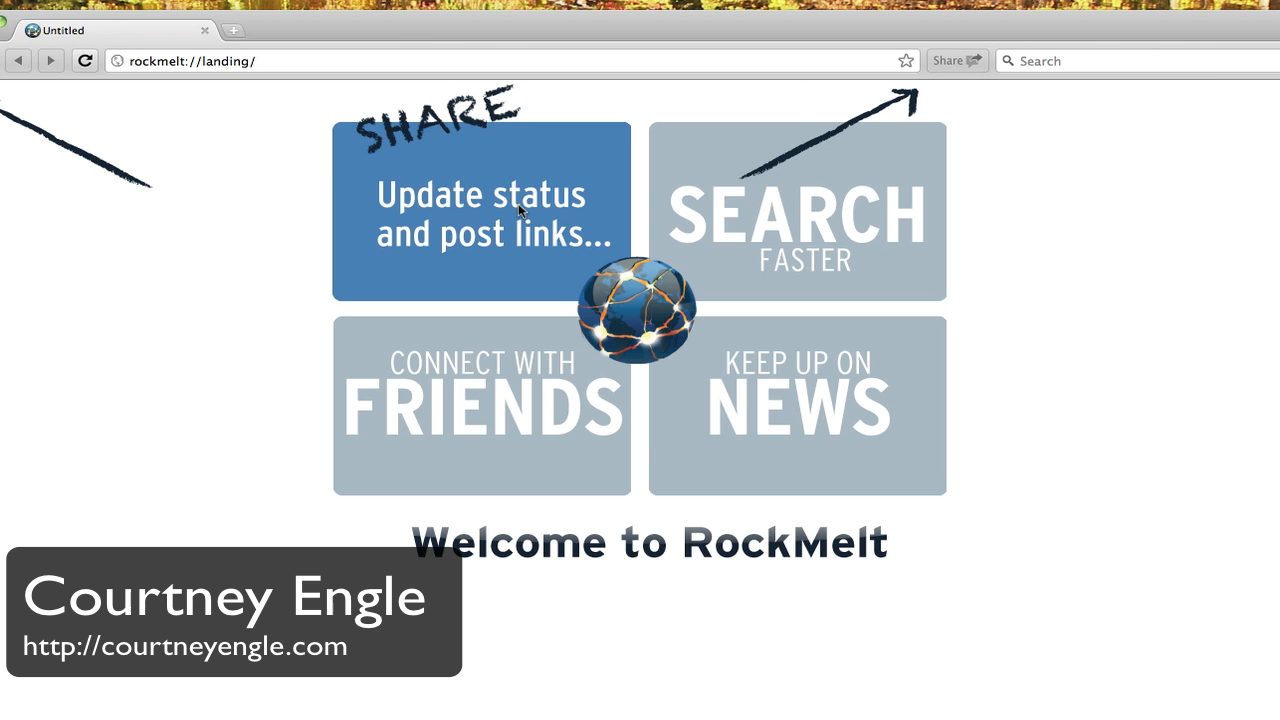 Untitled
rockmelt://landing/
Share
Search
SHARE
Update status
and post links...
SEARCH
FASTER
CONNECT WITH
FRIENDS
KEEP UP ON
NEWS
Welcome to RockMelt
Courtney Engle
http://courtneyengle.com